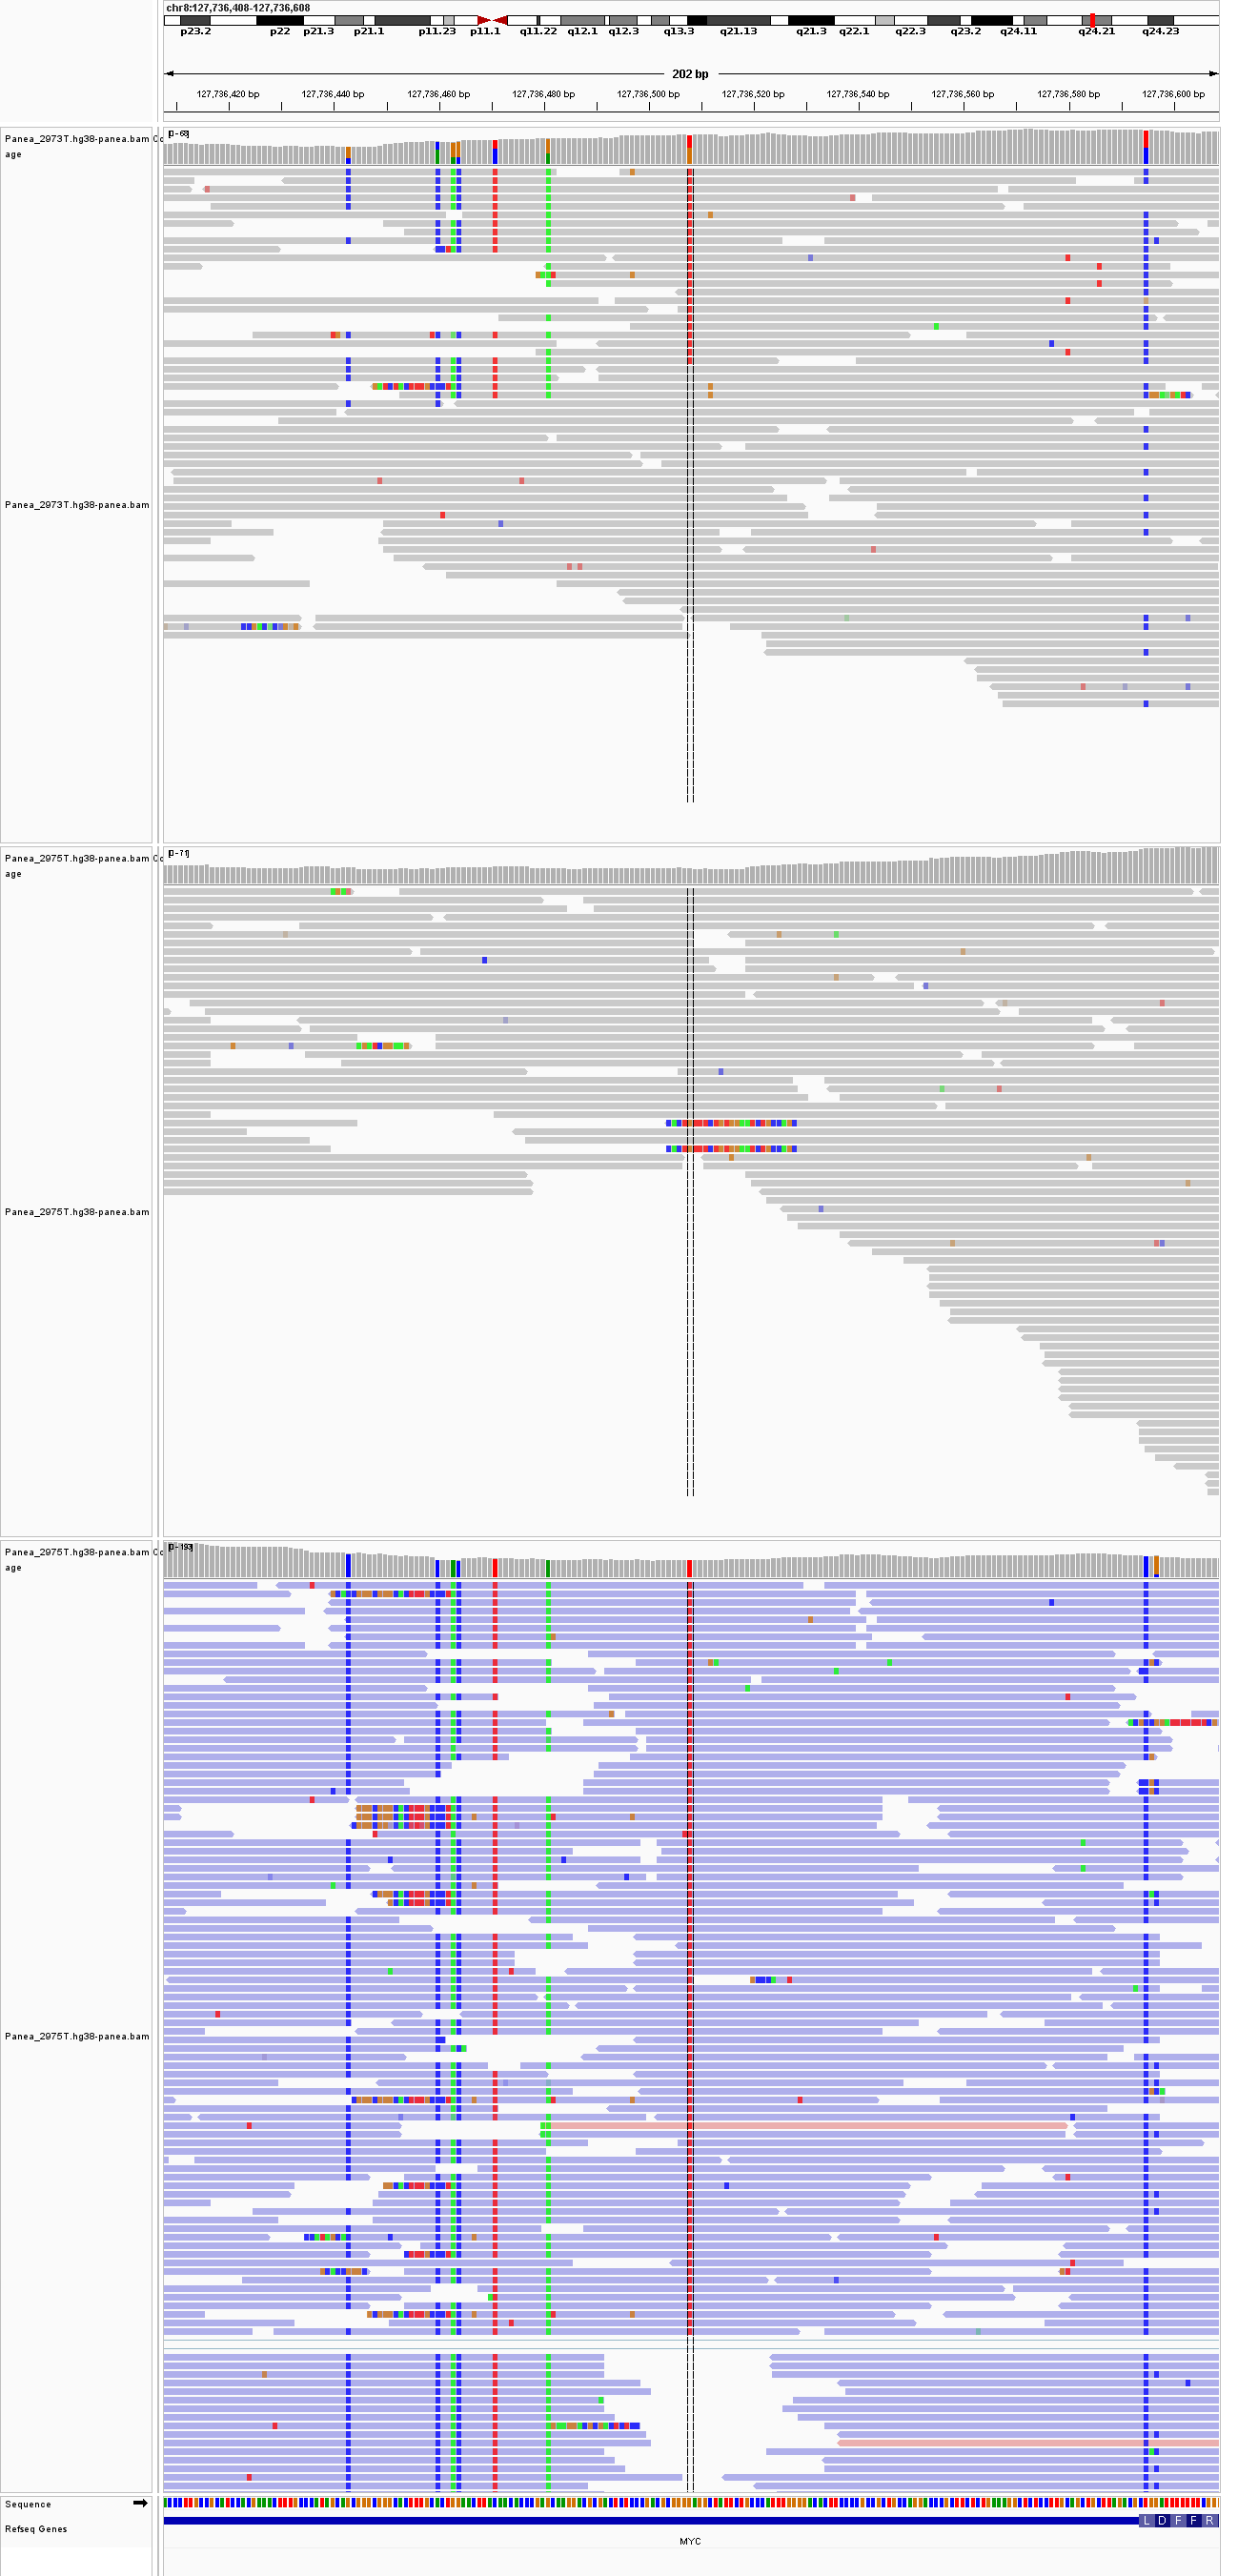 chr8:127,736,408-127,736,608
p23.2 p22 p21.3 p21.1 p11.23 p11.1 q11.22 q12.1 q12.3 q13.3 q21.13 q21.3 q22.1 q22.3 q23.2 q24.11 q24.21 q24.23
202 bp
127,736,420 bp 127,736,440 bp 127,736,460 bp 127,736,480 bp 127,736,500 bp 127,736,520 bp 127,736,540 bp 127,736,560 bp 127,736,580 bp 127,736,600 bp
Panea_2973T.hg38-panea.bam Co
age
Panea_2973T.hg38-panea.bam
Panea_2975T.hg38-panea.bam Co
age
[0-71]
Panea_2975T.hg38-panea.bam
Panea_2975T.hg38-panea.bam Co
age
Panea_2975T.hg38-panea.bam
Sequence
Refseq Genes
L D F F R
MYC